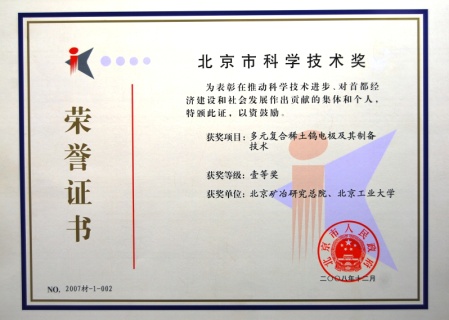 荣誉证书
北京市科学技术奖
为表彰在推动科学技术进步、对首都经
济建设和社会发展作出贡献的集体和个人,
特颁此证,以资鼓励。
获奖项目:多元复合稀土钨电极及其制备
技术
获奖等级:壹等奖
获奖单位:北京矿冶研究总院、北京工业大学
北京市人民政府
二〇〇八年十二月
NO. 2007材-1-002